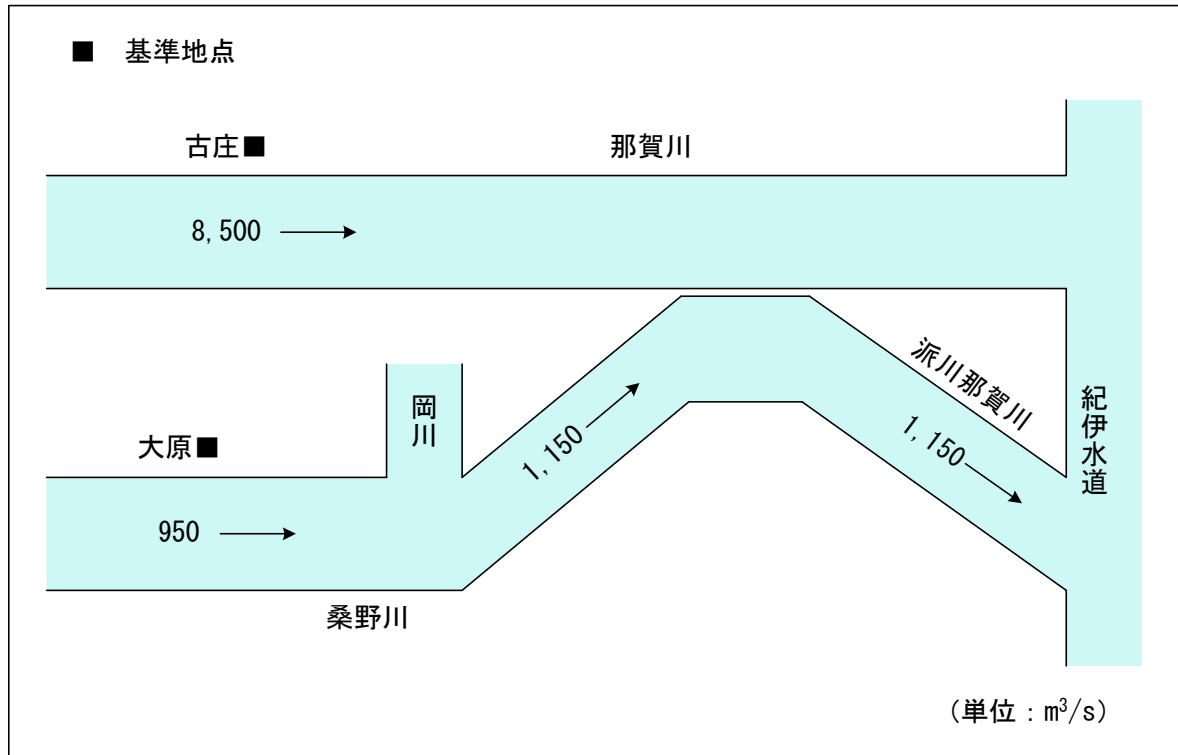 ■ 基準地点
古庄■
那賀川
8,500
岡川
大原■
950
桑野川
1,150
派川那賀川
1,150
紀伊水道
(単位:m³/s)